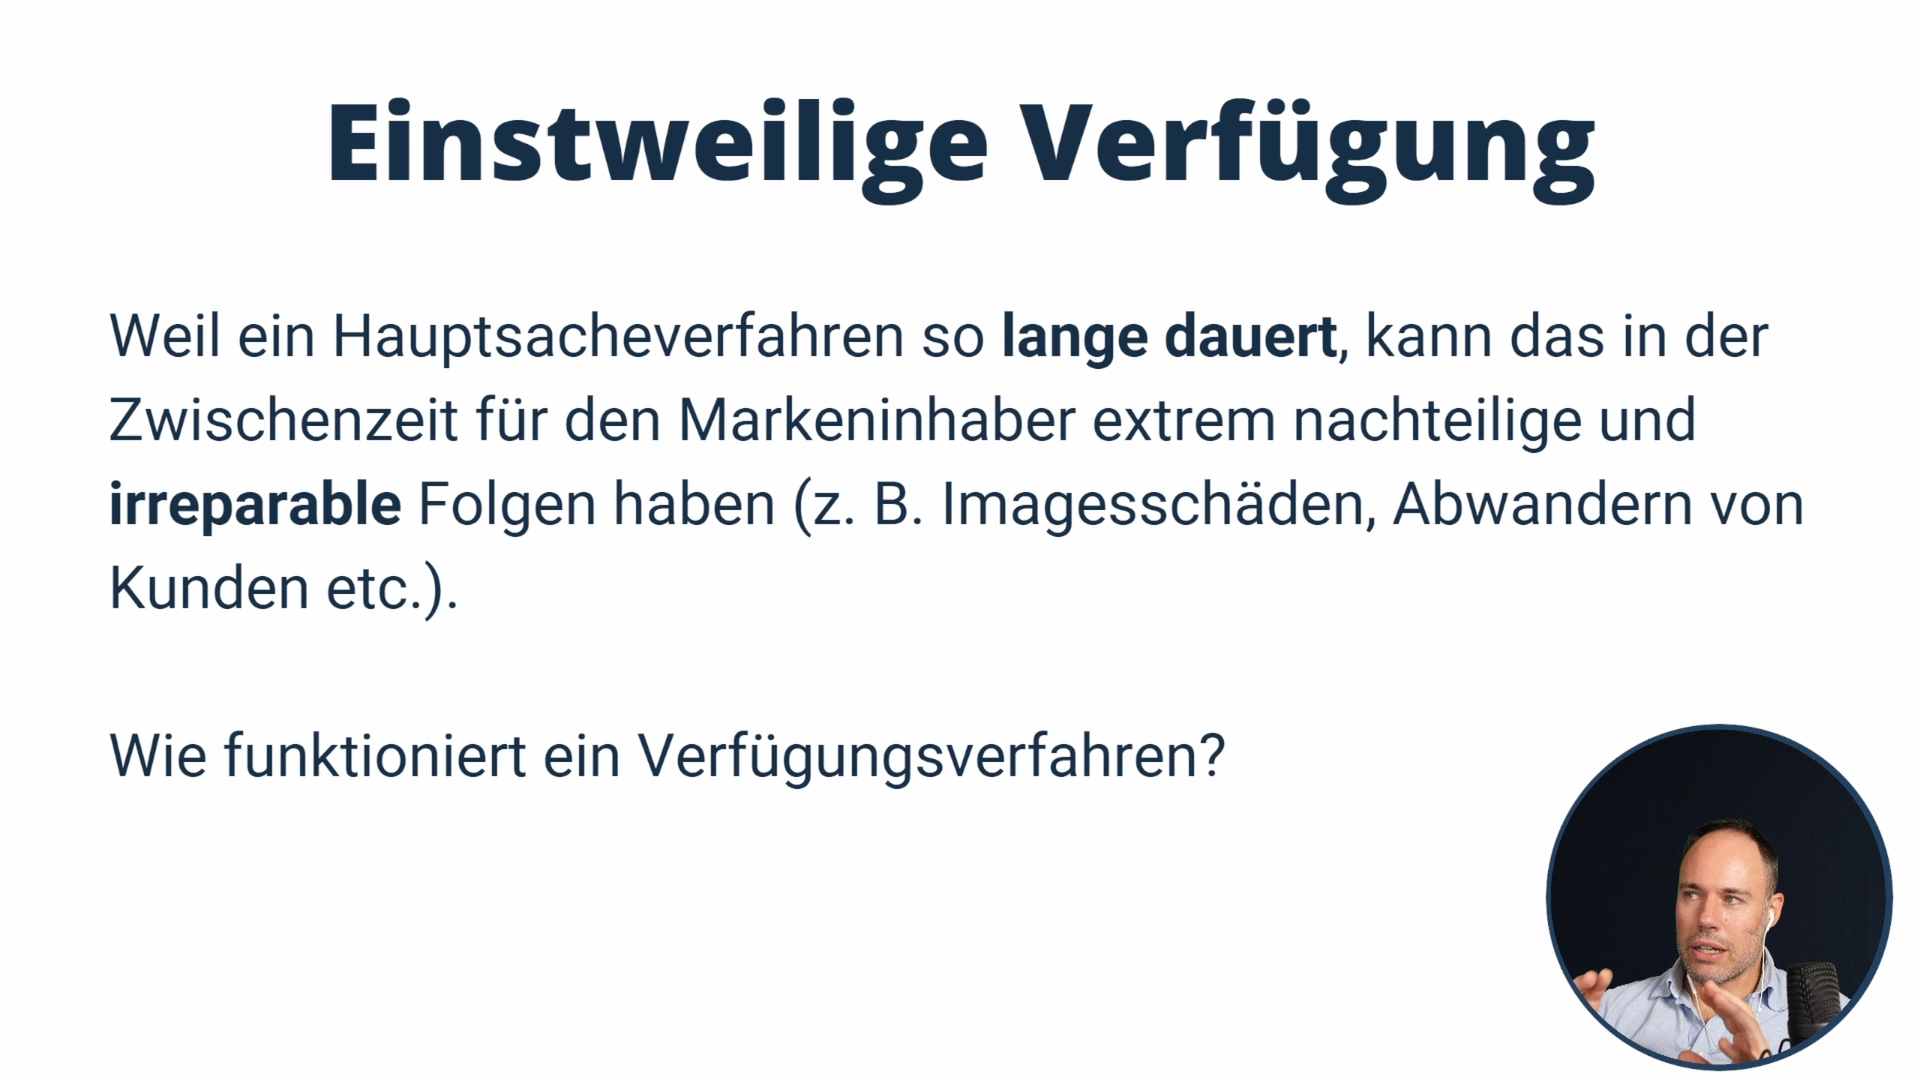 Einstweilige Verfügung
Weil ein Hauptsacheverfahren so lange dauert, kann das in der
Zwischenzeit für den Markeninhaber extrem nachteilige und
irreparable Folgen haben (z. B. Imagesschäden, Abwandern von
Kunden etc.).
Wie funktioniert ein Verfügungsverfahren?